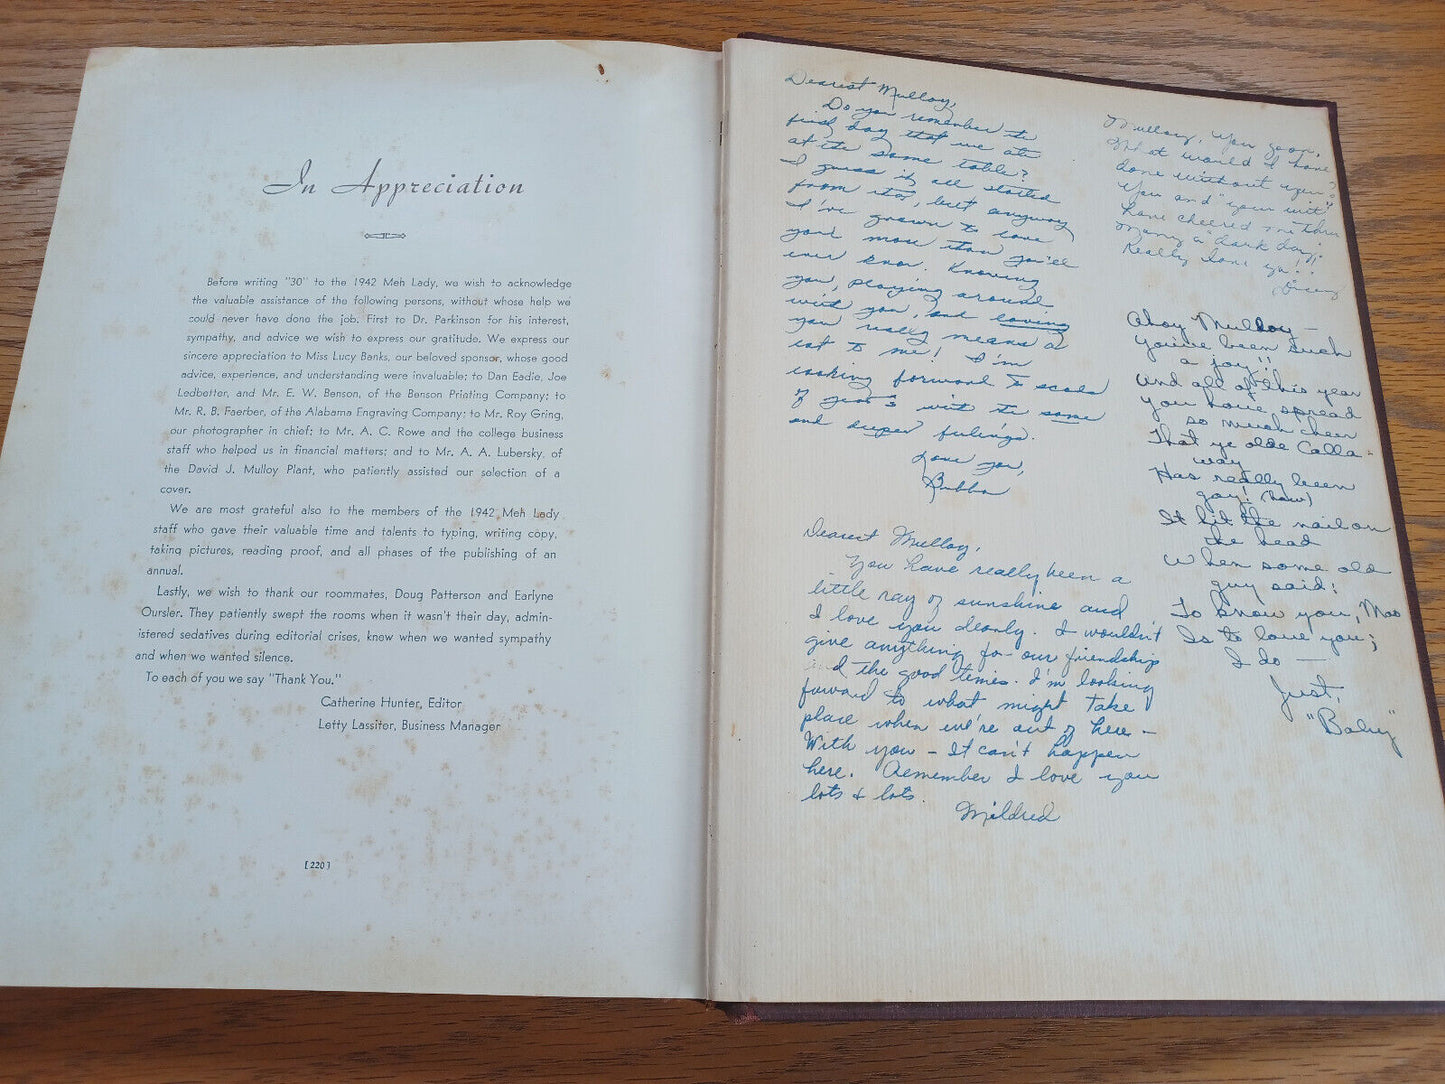 In Appreciation
Before writing "30" to the 1942 Meh Lady, we wish to acknowledge
the valuable assistance of the following persons, without whose help we
could never have done the job. First to Dr. Parkinson for his interest,
sympathy, and advice we wish to express our gratitude. We express our
sincere appreciation to Miss Lucy Banks, our beloved sponsor, whose good
advice, experience, and understanding were invaluable; to Dan Eadie, Joe
Ledbetter, and Mr. E. W. Benson, of the Benson Printing Company; to
Mr. R. B. Faerber, of the Alabama Engraving Company; to Mr. Roy Gring,
our photographer in chief; to Mr. A. C. Rowe and the college business
staff who helped us in financial matters; and to Mr. A. A. Lubersky, of
the David J. Mulloy Plant, who patiently assisted our selection of a
cover.
We are most grateful also to the members of the 1942 Meh Lady
staff who gave their valuable time and talents to typing, writing copy,
taking pictures, reading proof, and all phases of the publishing of an
annual.
Lastly, we wish to thank our roommates, Doug Patterson and Earlyne
Oursler. They patiently swept the rooms when it wasn't their day, admin-
istered sedatives during editorial crises, knew when we wanted sympathy
and when we wanted silence.
To each of you we say "Thank You."
Catherine Hunter, Editor
Letty Lassiter, Business Manager
[ 220 ]
Dearest Mulloy,
Do you remember the
first day that we ate
at the same table?
I guess it all started
from that, but anyway
I've grown to love
you more than you'll
ever know. Knowing
you, playing around
with you, and loving
you really means a
lot to me! I'm
looking forward to scads
of with the same
and deeper feelings.
Love you,
Bubba
Dearest Mulloy,
You have really been a
little ray of sunshine and
I love you dearly. I wouldn't
give anything for our friendship
and the good times. I'm looking
forward to what might take
place when we're out of here –
With you – It can't happen
here. Remember I love you
lots & lots.
Mildred
Mulloy, you goon,
What would I have
done without you?
You and "your wit"
have cheered me thru
many a "dark day"!
Really love ya!!
Ahoy Mulloy –
You've been such
a joy!!
And all of this year
you have spread
so much cheer
That ye olde Calla-
way
Has really been
gay! (haw)
It hit the nail on
the head
When some old
guy said:
To know you, Moo
Is to love you;
I do –
Just,
"Baby"